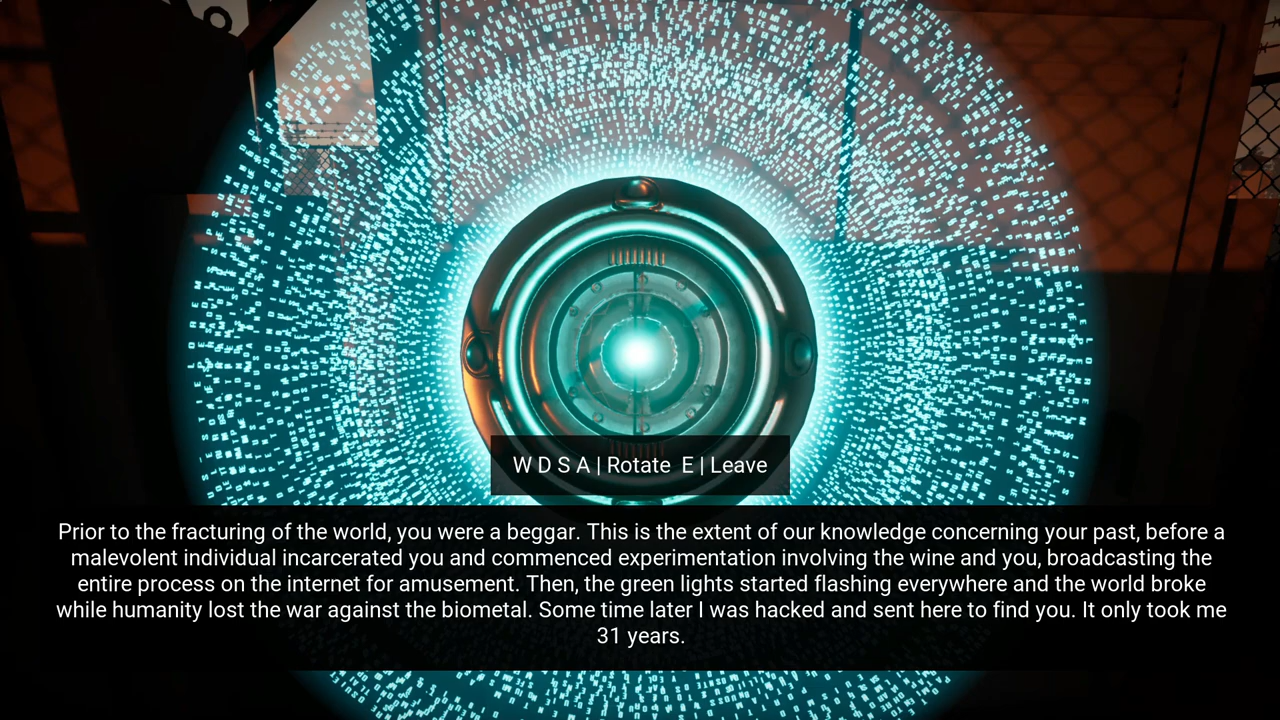 W D S A | Rotate E | Leave
Prior to the fracturing of the world, you were a beggar. This is the extent of our knowledge concerning your past, before a
malevolent individual incarcerated you and commenced experimentation involving the wine and you, broadcasting the
entire process on the internet for amusement. Then, the green lights started flashing everywhere and the world broke
while humanity lost the war against the biometal. Some time later I was hacked and sent here to find you. It only took me
31 years.